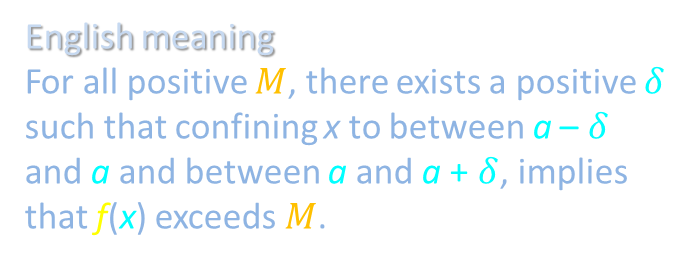 English meaning
For all positive M, there exists a positive δ
such that confining x to between a – δ
and a and between a and a + δ, implies
that f(x) exceeds M.